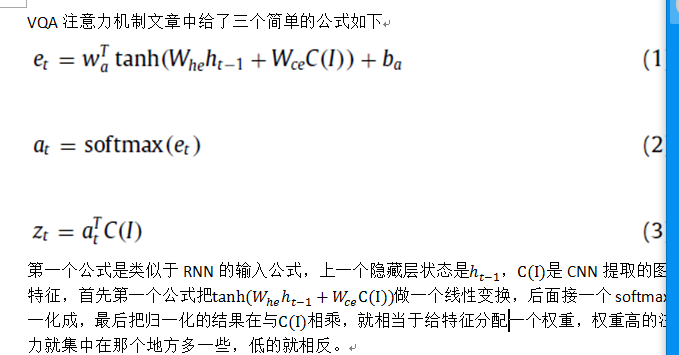 VQA 注意力机制文章中给了三个简单的公式如下
e_t = w_a^T tanh(W_{he}h_{t−1} + W_{ce}C(I)) + b_a (1
a_t = softmax(e_t) (2
z_t = a_t^T C(I) (3
第一个公式是类似于 RNN 的输入公式，上一个隐藏层状态是h_{t−1}，C(I)是 CNN 提取的图
特征，首先第一个公式把tanh(W_{he}h_{t−1} + W_{ce}C(I))做一个线性变换，后面接一个 softmax
一化成，最后把归一化的结果在与C(I)相乘，就相当于给特征分配一个权重，权重高的注
力就集中在那个地方多一些，低的就相反。